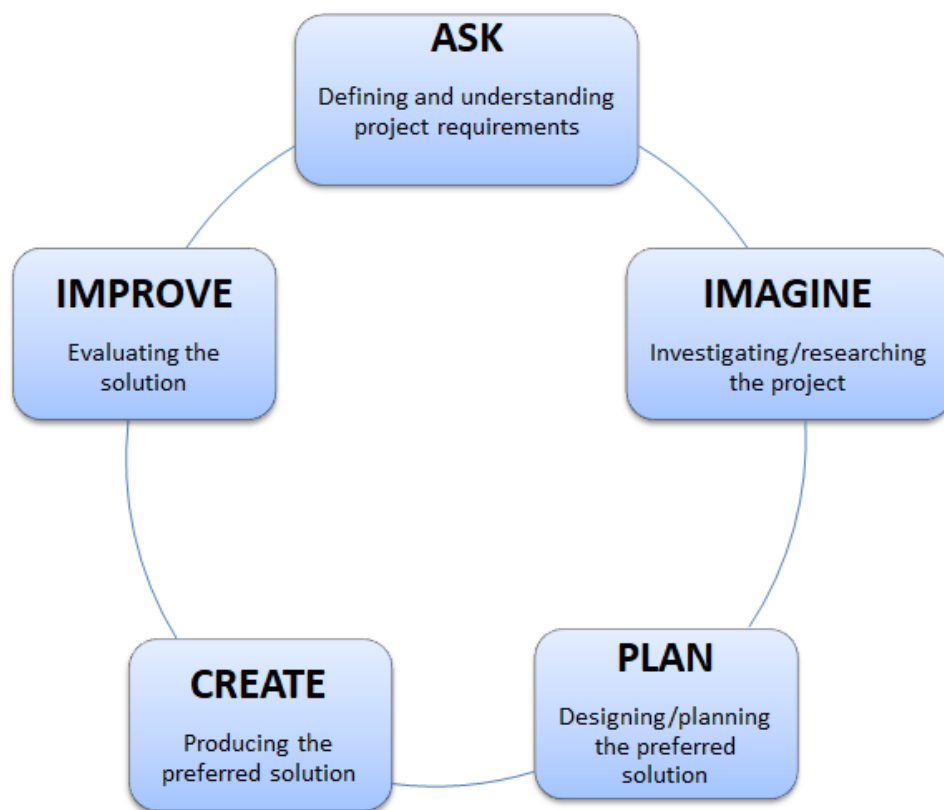 ASK
Defining and understanding
project requirements
IMAGINE
Investigating/researching
the project
PLAN
Designing/planning
the preferred
solution
CREATE
Producing the
preferred solution
IMPROVE
Evaluating the
solution